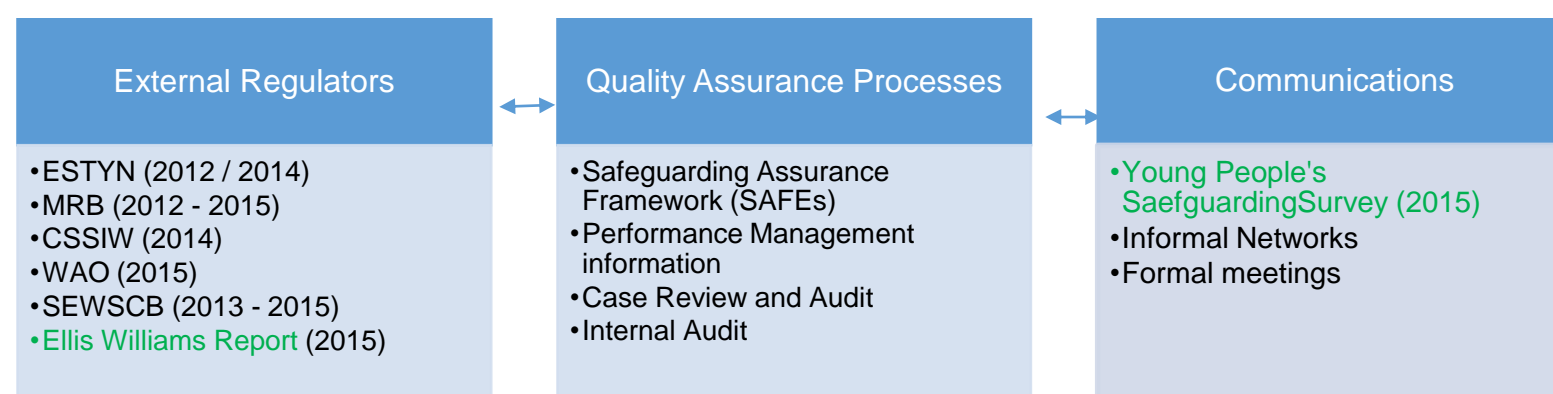 External Regulators
•ESTYN (2012 / 2014)
•MRB (2012 - 2015)
•CSSIW (2014)
•WAO (2015)
•SEWSCB (2013 - 2015)
•Ellis Williams Report (2015)
Quality Assurance Processes
•Safeguarding Assurance
Framework (SAFEs)
•Performance Management
information
•Case Review and Audit
•Internal Audit
Communications
•Young People's
SaefguardingSurvey (2015)
•Informal Networks
•Formal meetings